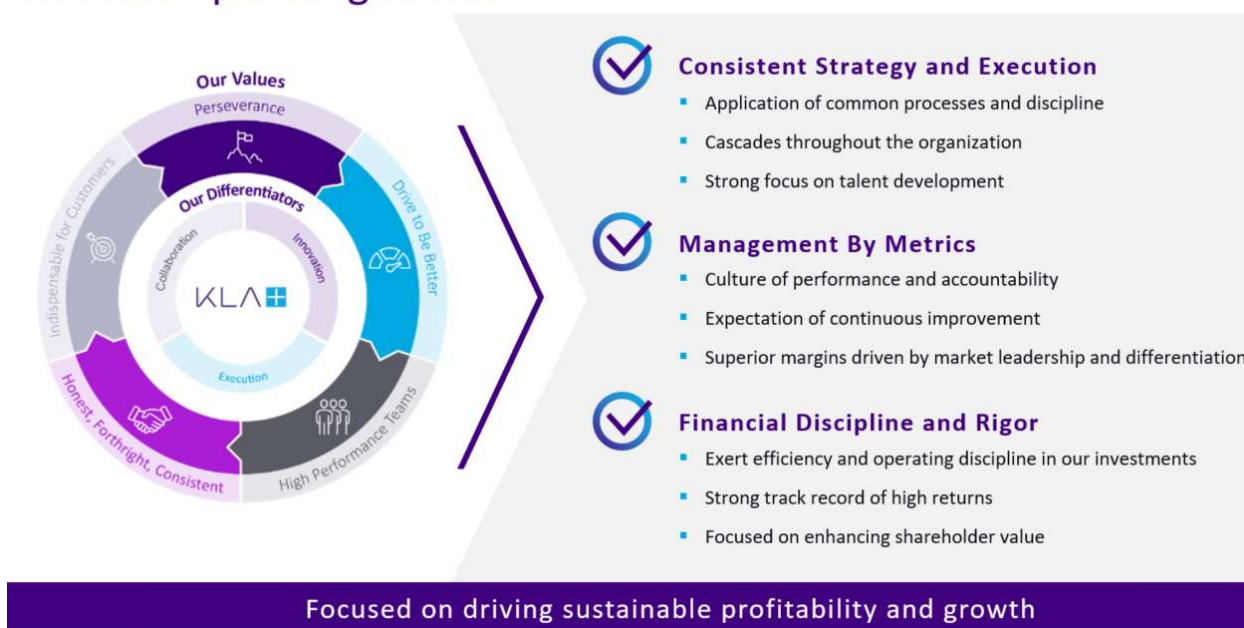 Our Values
Perseverance
Drive to Be Better
High Performance Teams
Honest, Forthright, Consistent
Indispensable for Customers
Our Differentiators
Collaboration
Innovation
Execution
KLA
Consistent Strategy and Execution
Application of common processes and discipline
Cascades throughout the organization
Strong focus on talent development
Management By Metrics
Culture of performance and accountability
Expectation of continuous improvement
Superior margins driven by market leadership and differentiation
Financial Discipline and Rigor
Exert efficiency and operating discipline in our investments
Strong track record of high returns
Focused on enhancing shareholder value
Focused on driving sustainable profitability and growth